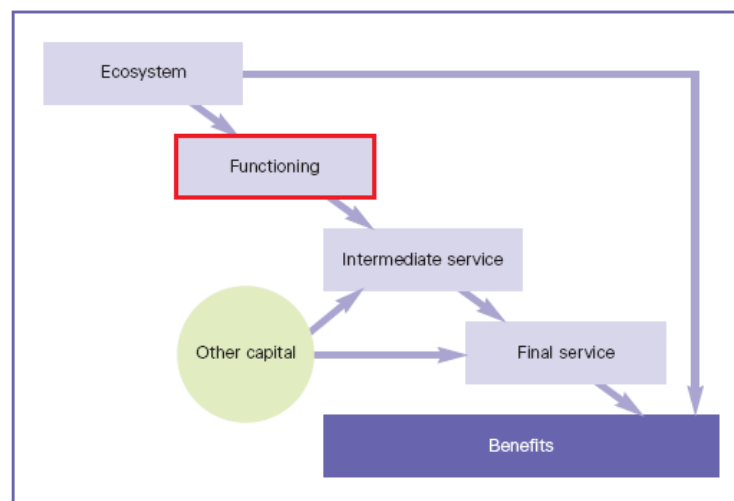 Ecosystem
Functioning
Intermediate service
Other capital
Final service
Benefits